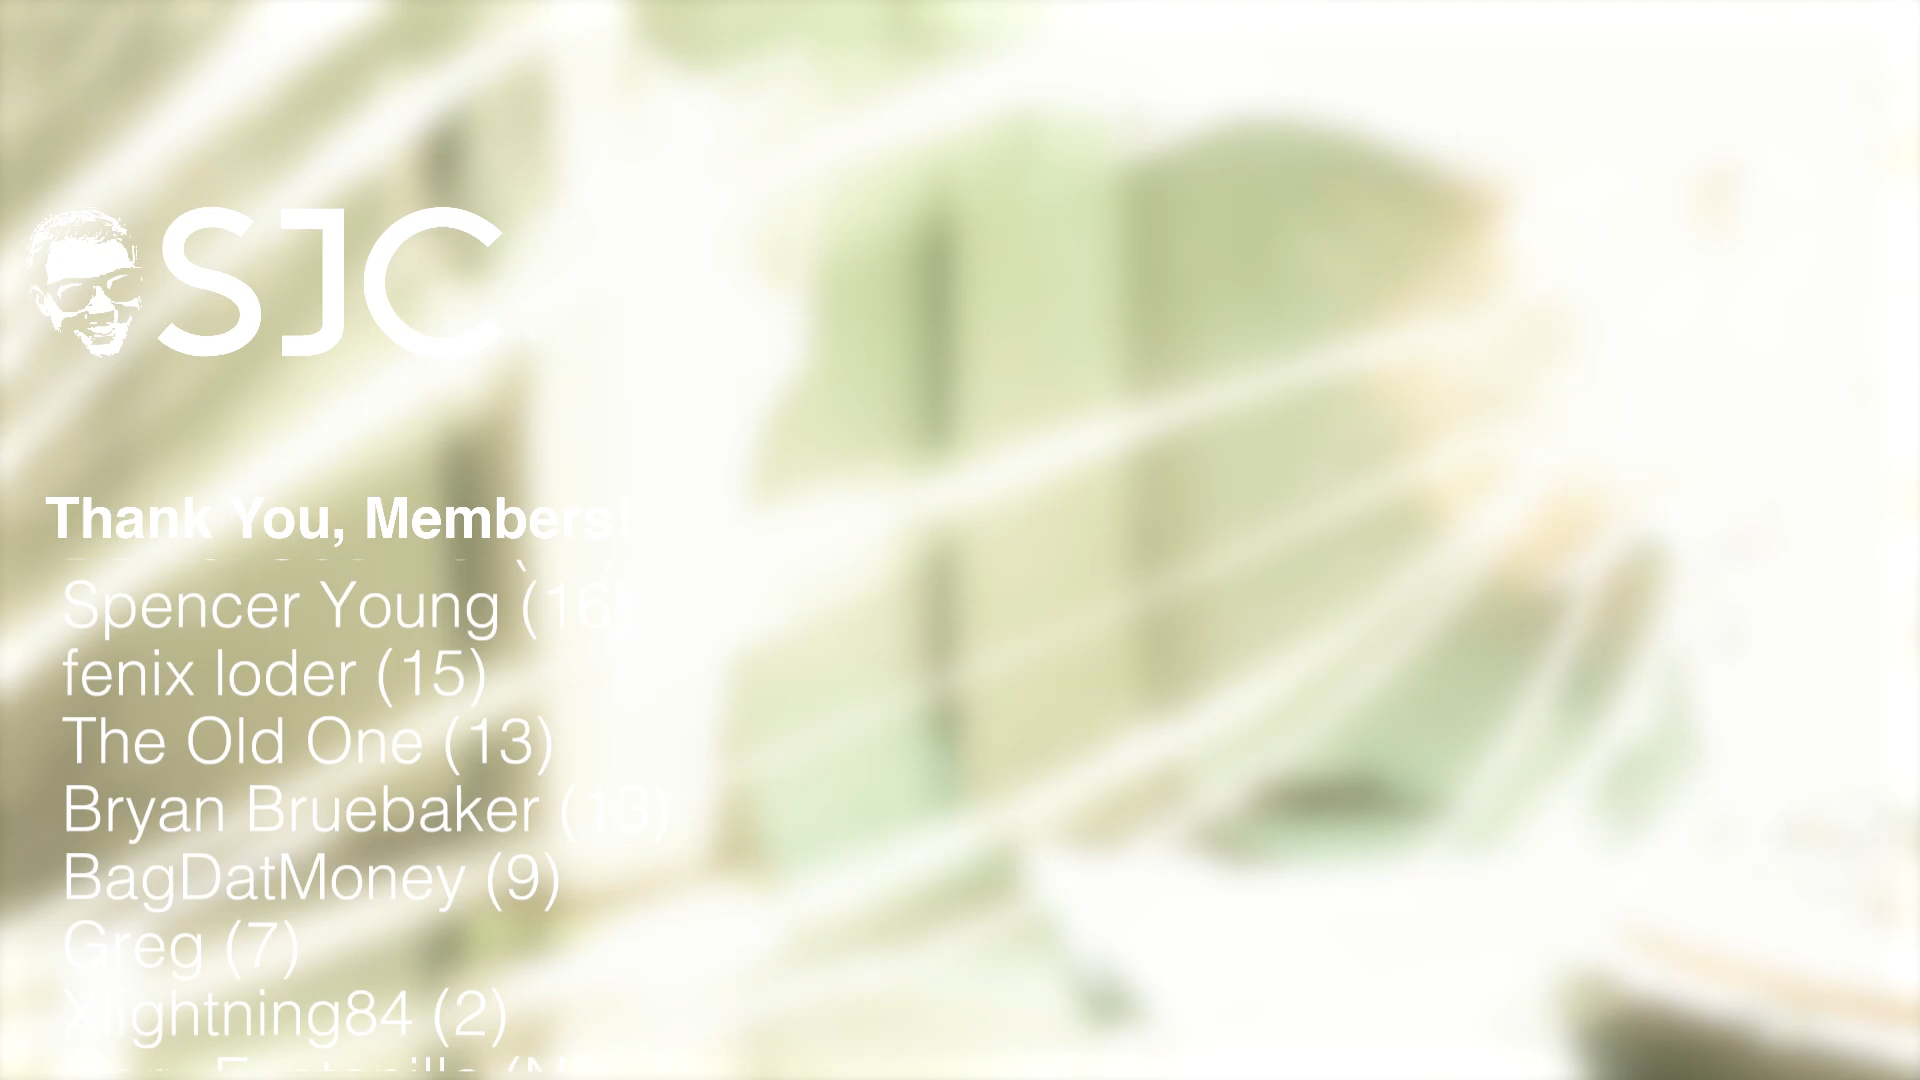 SJC
Thank You, Members!
Spencer Young (16)
fenix loder (15)
The Old One (13)
Bryan Bruebaker (13)
BagDatMoney (9)
Greg (7)
Xlightning84 (2)